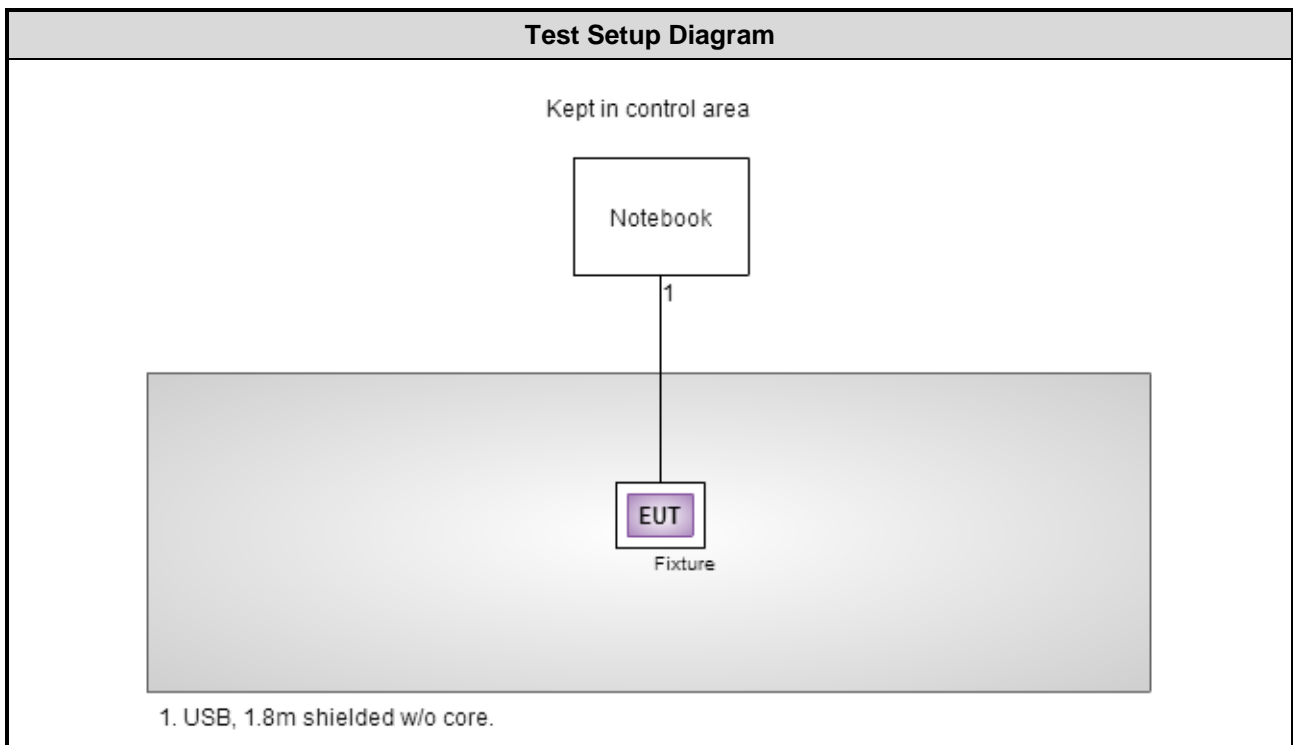 Test Setup Diagram
Kept in control area
Notebook
1
EUT
Fixture
1. USB, 1.8m shielded w/o core.